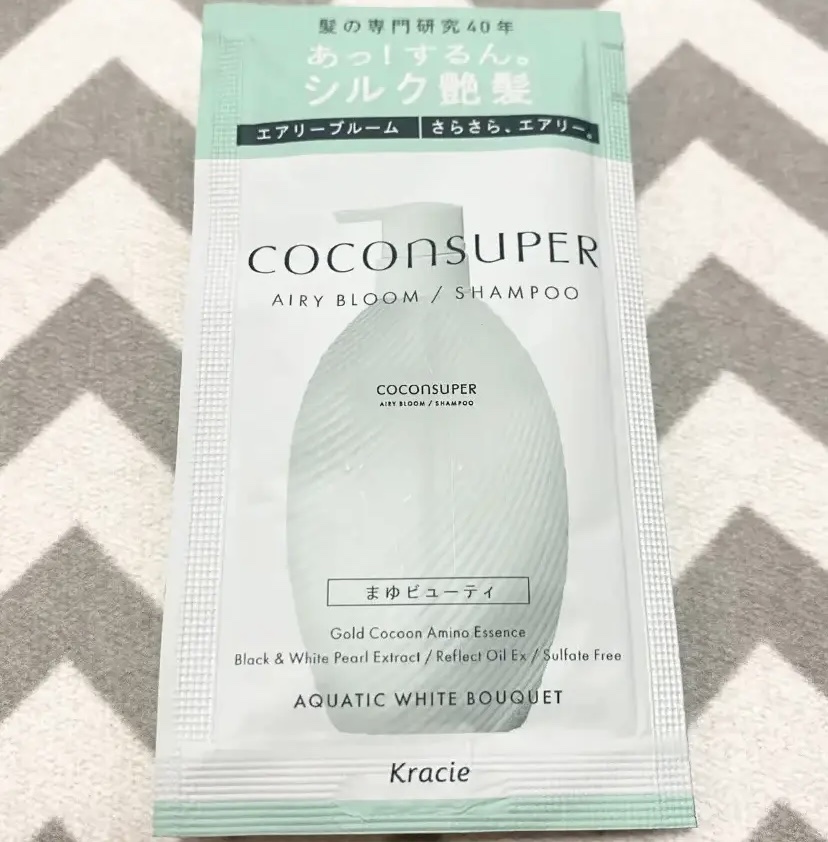 髪の専門研究40年
あっ!するん。
シルク艶髪
エアリーブルーム | さらさら、エアリー。
COCONSUPER
AIRY BLOOM / SHAMPOO
COCONSUPER
AIRY BLOOM / SHAMPOO
まゆビューティ
Gold Cocoon Amino Essence
Black & White Pearl Extract / Reflect Oil Ex / Sulfate Free
AQUATIC WHITE BOUQUET
Kracie